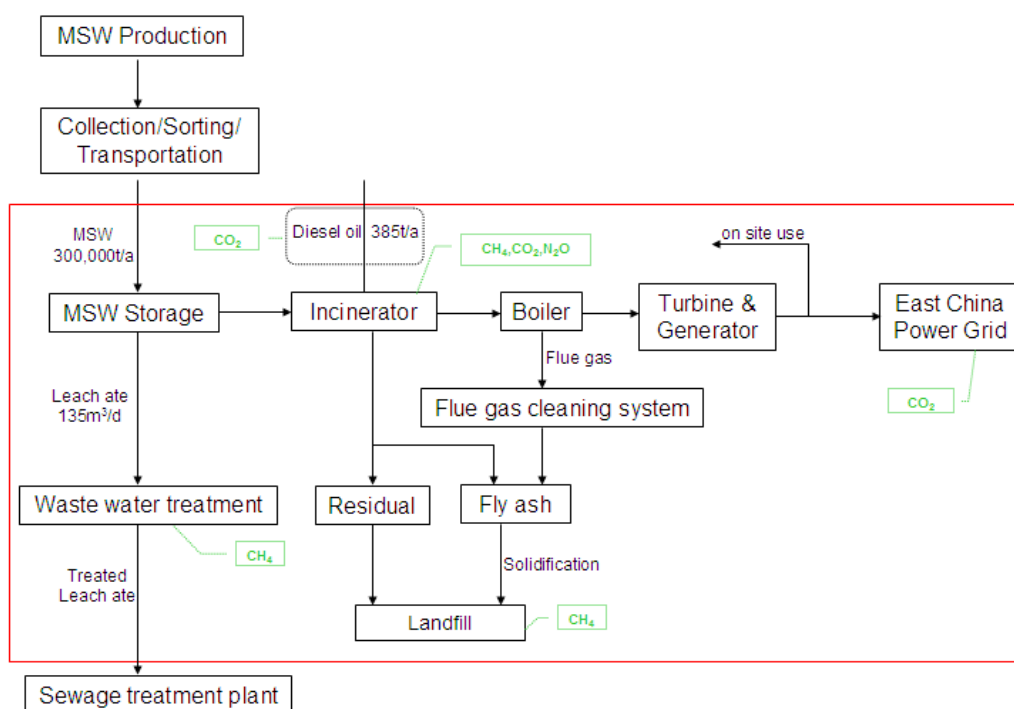 MSW Production
Collection/Sorting/
Transportation
MSW
300,000t/a
CO₂
Diesel oil 385t/a
CH₄,CO₂,N₂O
on site use
MSW Storage
Incinerator
Boiler
Turbine &
Generator
East China
Power Grid
Flue gas
CO₂
Leach ate
135m³/d
Flue gas cleaning system
Waste water treatment
Residual
Fly ash
CH₄
Treated
Leach ate
Solidification
Landfill
CH₄
Sewage treatment plant